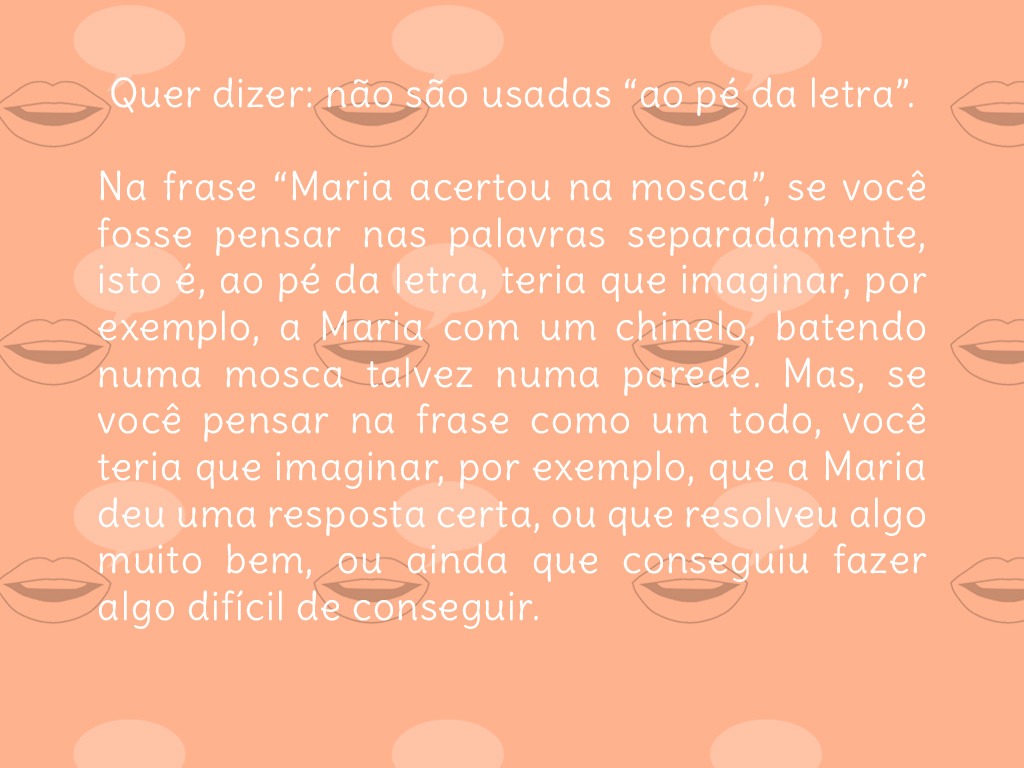 Quer dizer: não são usadas “ao pé da letra”.
Na frase “Maria acertou na mosca”, se você
fosse pensar nas palavras separadamente,
isto é, ao pé da letra, teria que imaginar, por
exemplo, a Maria com um chinelo, batendo
numa mosca talvez numa parede. Mas, se
você pensar na frase como um todo, você
teria que imaginar, por exemplo, que a Maria
deu uma resposta certa, ou que resolveu algo
muito bem, ou ainda que conseguiu fazer
algo difícil de conseguir.